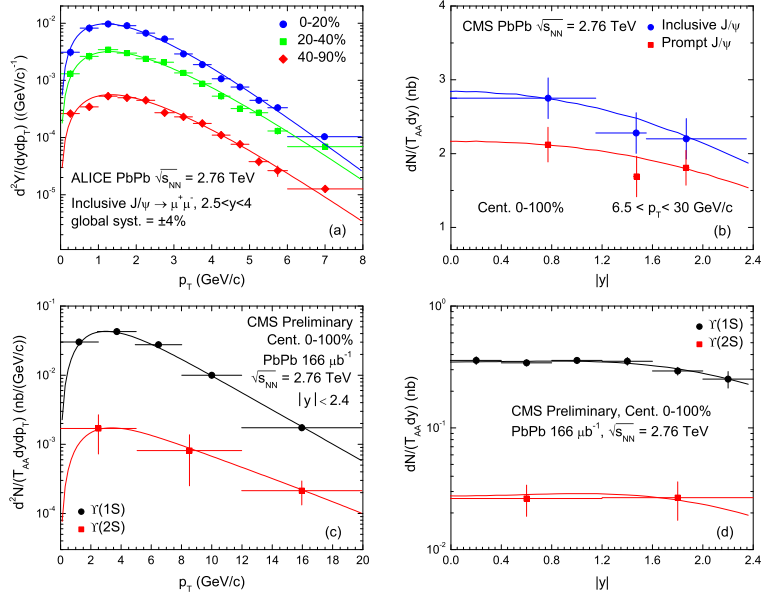 0-20%
20-40%
40-90%
ALICE PbPb √s_NN = 2.76 TeV
Inclusive J/ψ → μ⁺μ⁻, 2.5<y<4
global syst. = ±4%
(a)
d²Y/(dydp_T) ((GeV/c)⁻¹)
10⁻¹
10⁻²
10⁻³
10⁻⁴
10⁻⁵
0 1 2 3 4 5 6 7 8
p_T (GeV/c)
CMS PbPb √s_NN = 2.76 TeV
Inclusive J/ψ
Prompt J/ψ
Cent. 0-100%
6.5 < p_T < 30 GeV/c
(b)
dN/(T_AA dy) (nb)
4
3
2
1
0.0 0.6 1.2 1.8 2.4
|y|
CMS Preliminary
Cent. 0-100%
PbPb 166 μb⁻¹
√s_NN = 2.76 TeV
|y| < 2.4
Υ(1S)
Υ(2S)
(c)
d²N/(T_AA dydp_T) (nb/(GeV/c))
10⁻¹
10⁻²
10⁻³
10⁻⁴
0 2 4 6 8 10 12 14 16 18 20
p_T (GeV/c)
Υ(1S)
Υ(2S)
CMS Preliminary, Cent. 0-100%
PbPb 166 μb⁻¹, √s_NN = 2.76 TeV
(d)
dN/(T_AA dy) (nb)
10⁰
10⁻¹
10⁻²
0.0 0.6 1.2 1.8 2.4
|y|